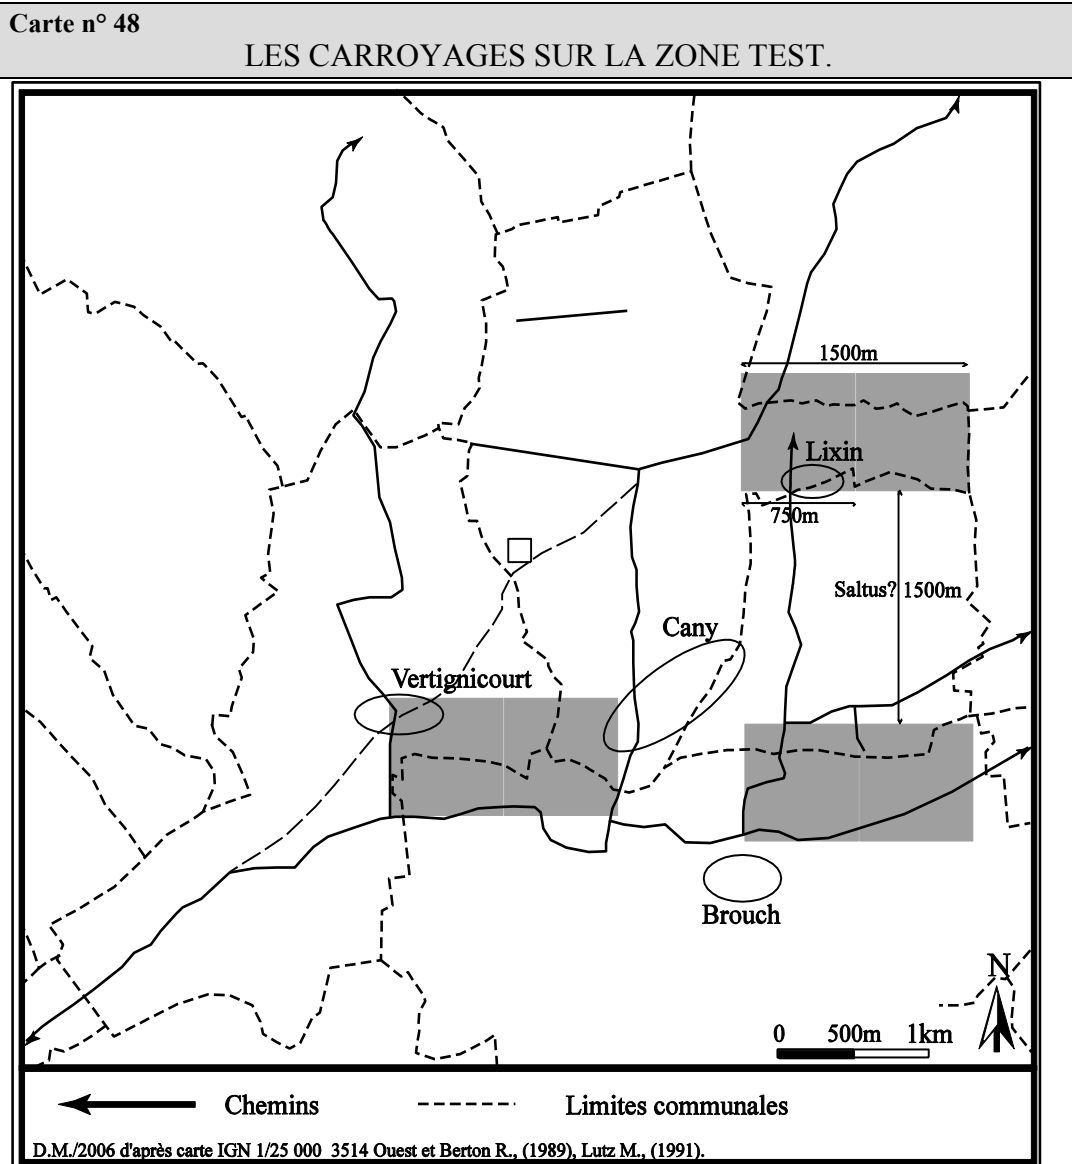 Carte n° 48
LES CARROYAGES SUR LA ZONE TEST.
1500m
Lixin
750m
Saltus? 1500m
Cany
Vertignicourt
Brouch
N
0 500m 1km
Chemins
Limites communales
D.M./2006 d'après carte IGN 1/25 000 3514 Ouest et Berton R., (1989), Lutz M., (1991).